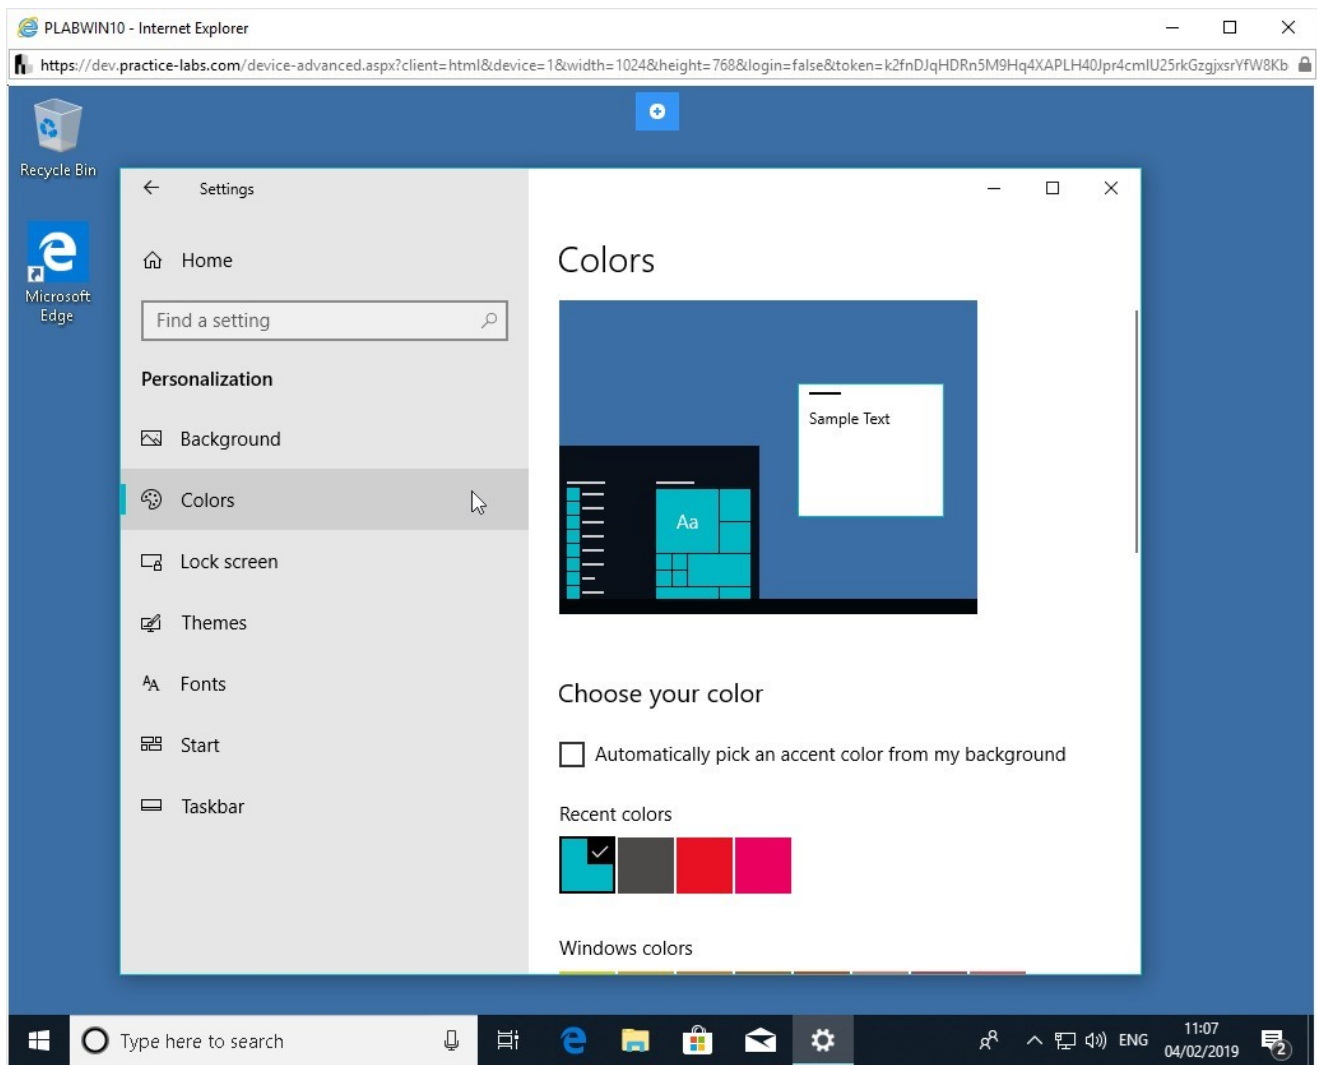 PLABWIN10 - Internet Explorer
https://dev.practice-labs.com/device-advanced.aspx?client=html&device=1&width=1024&height=768&login=false&token=k2fnDJqHDRn5M9Hq4XAPLH40Jpr4cmIU25rkGzgjxsrYfW8Kb
Recycle Bin
Microsoft
Edge
Settings
Home
Find a setting
Personalization
Background
Colors
Lock screen
Themes
Fonts
Start
Taskbar
Colors
Sample Text
Aa
Choose your color
Automatically pick an accent color from my background
Recent colors
Windows colors
Type here to search
ENG
11:07
04/02/2019
2